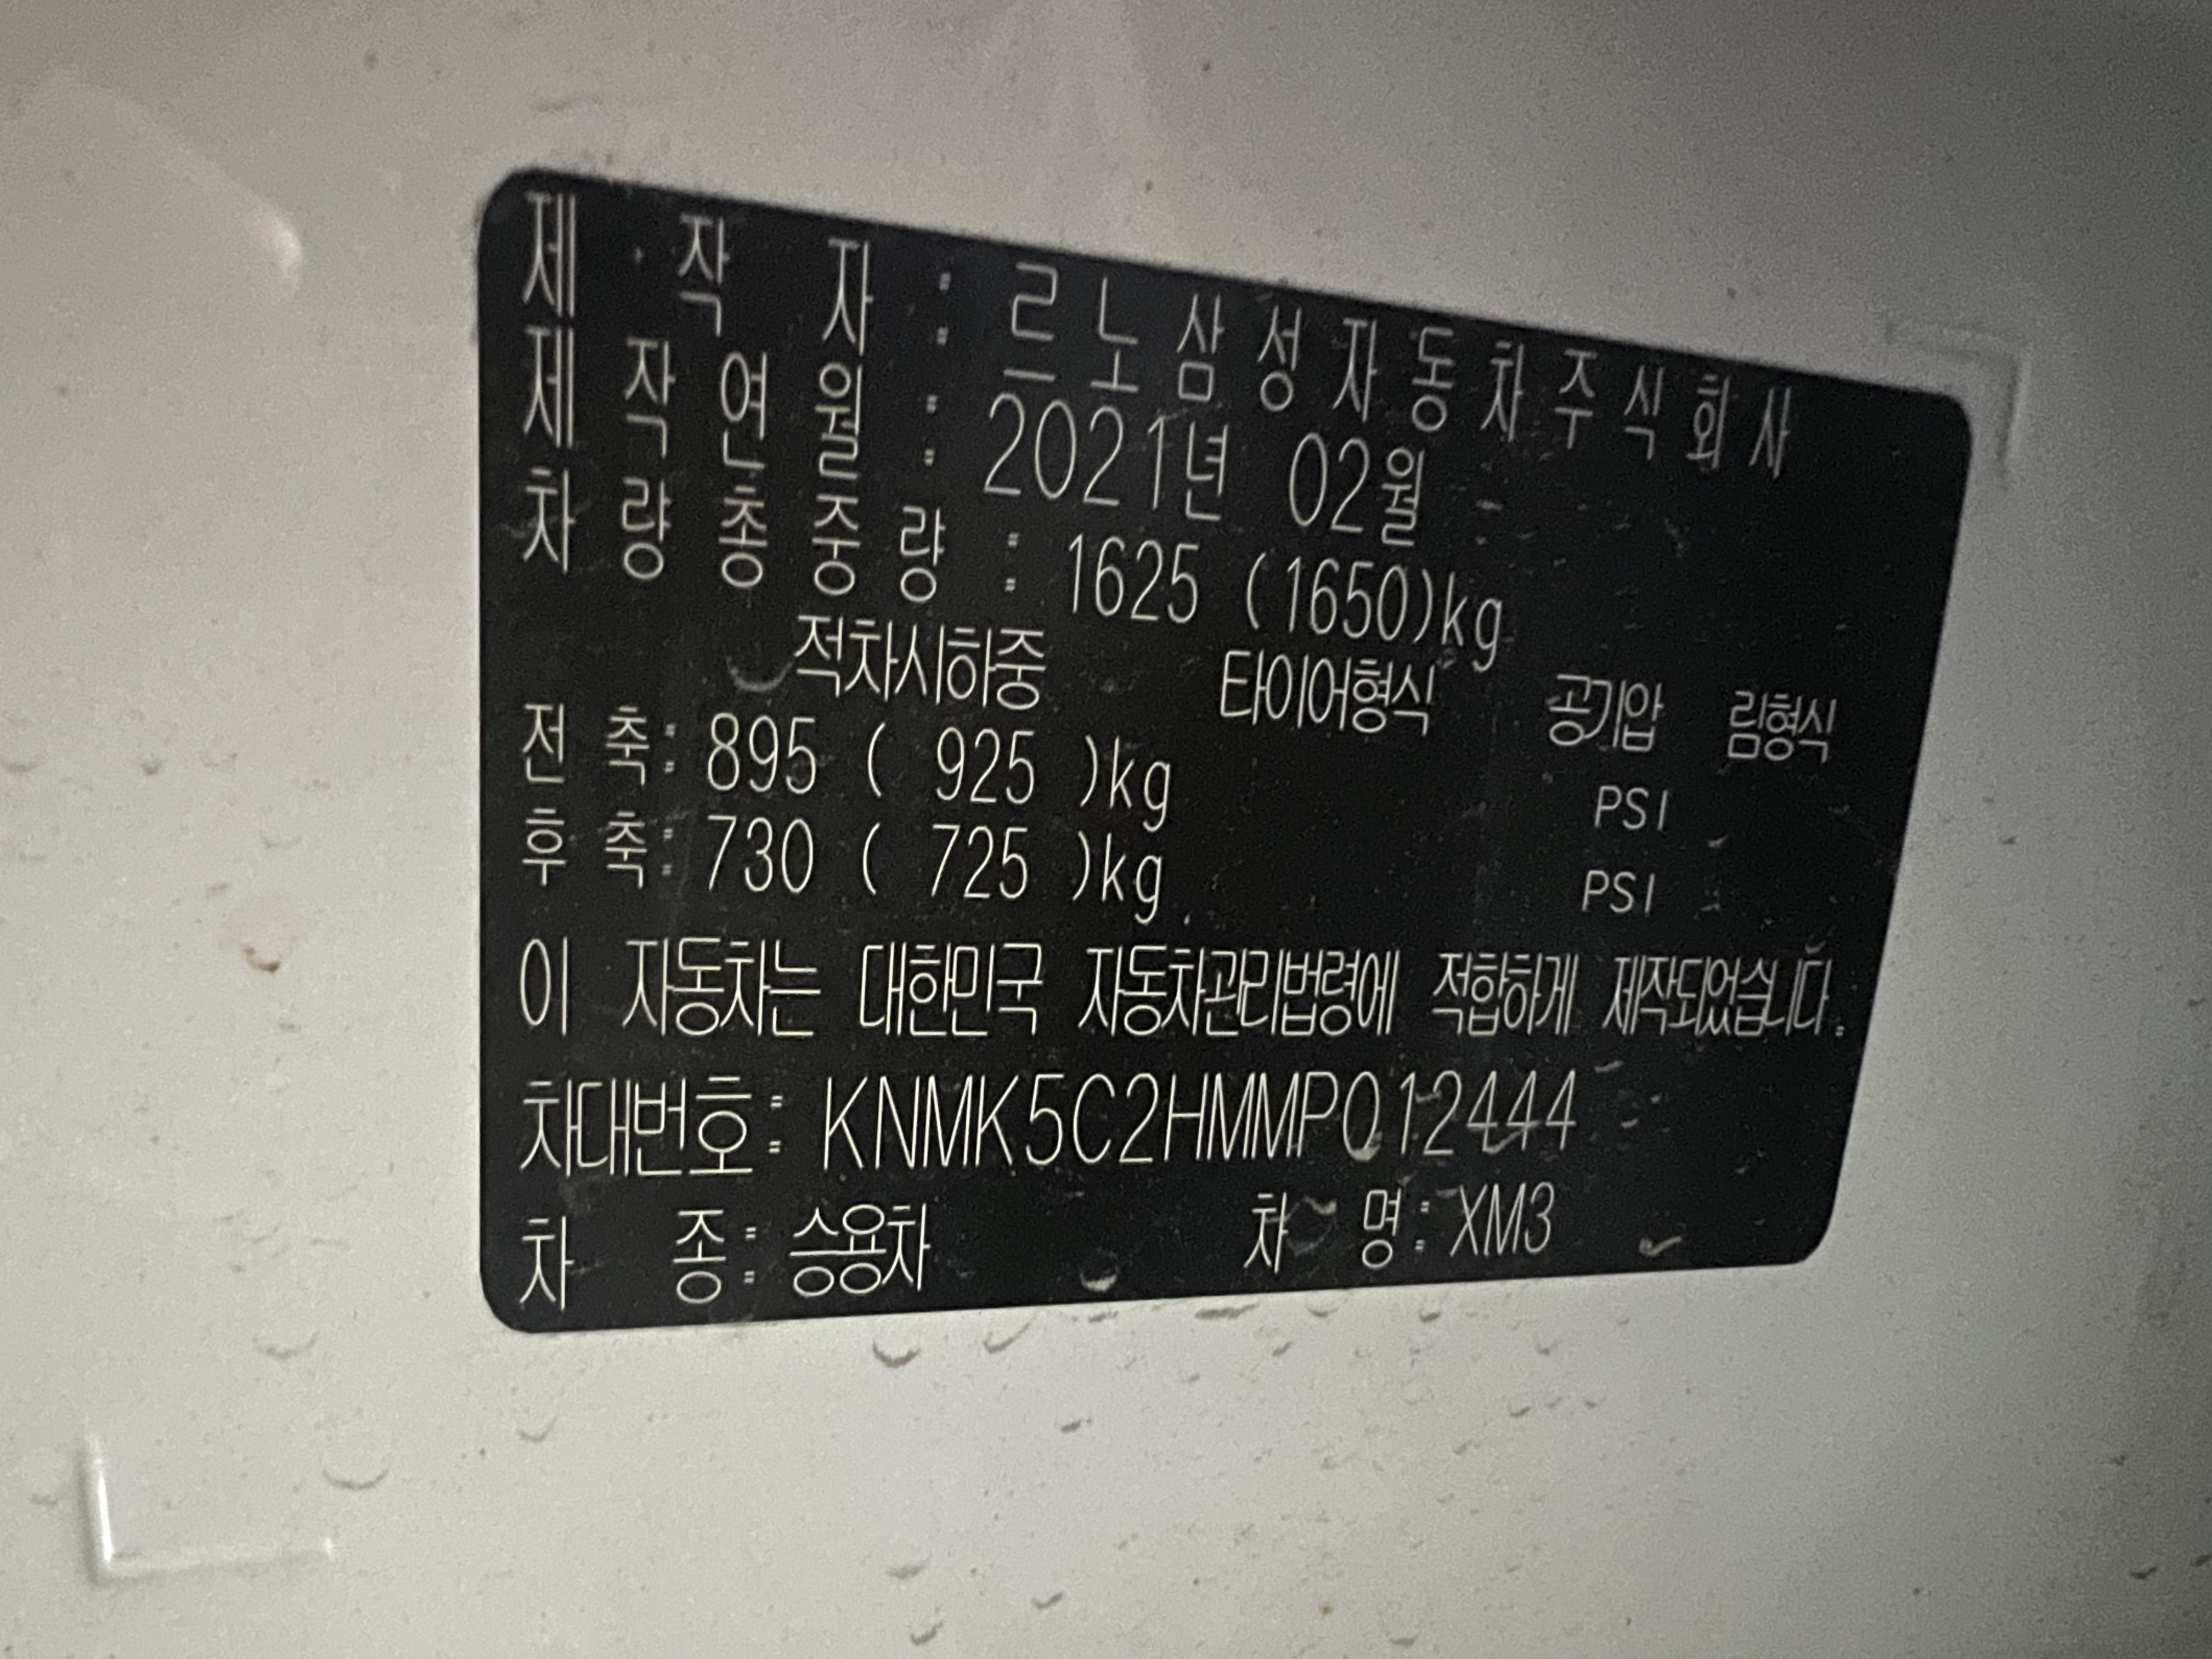 제 작 자 : 르노삼성자동차주식회사
제 작 연 월 : 2021년 02월
차 량 총 중 량 : 1625 (1650)kg
적차시하중 타이어형식 공기압 림형식
전 축: 895 ( 925 )kg PSI
후 축: 730 ( 725 )kg PSI
이 자동차는 대한민국 자동차관리법령에 적합하게 제작되었습니다.
차대번호: KNMK5C2HMMP012444
차 종: 승용차 차 명: XM3